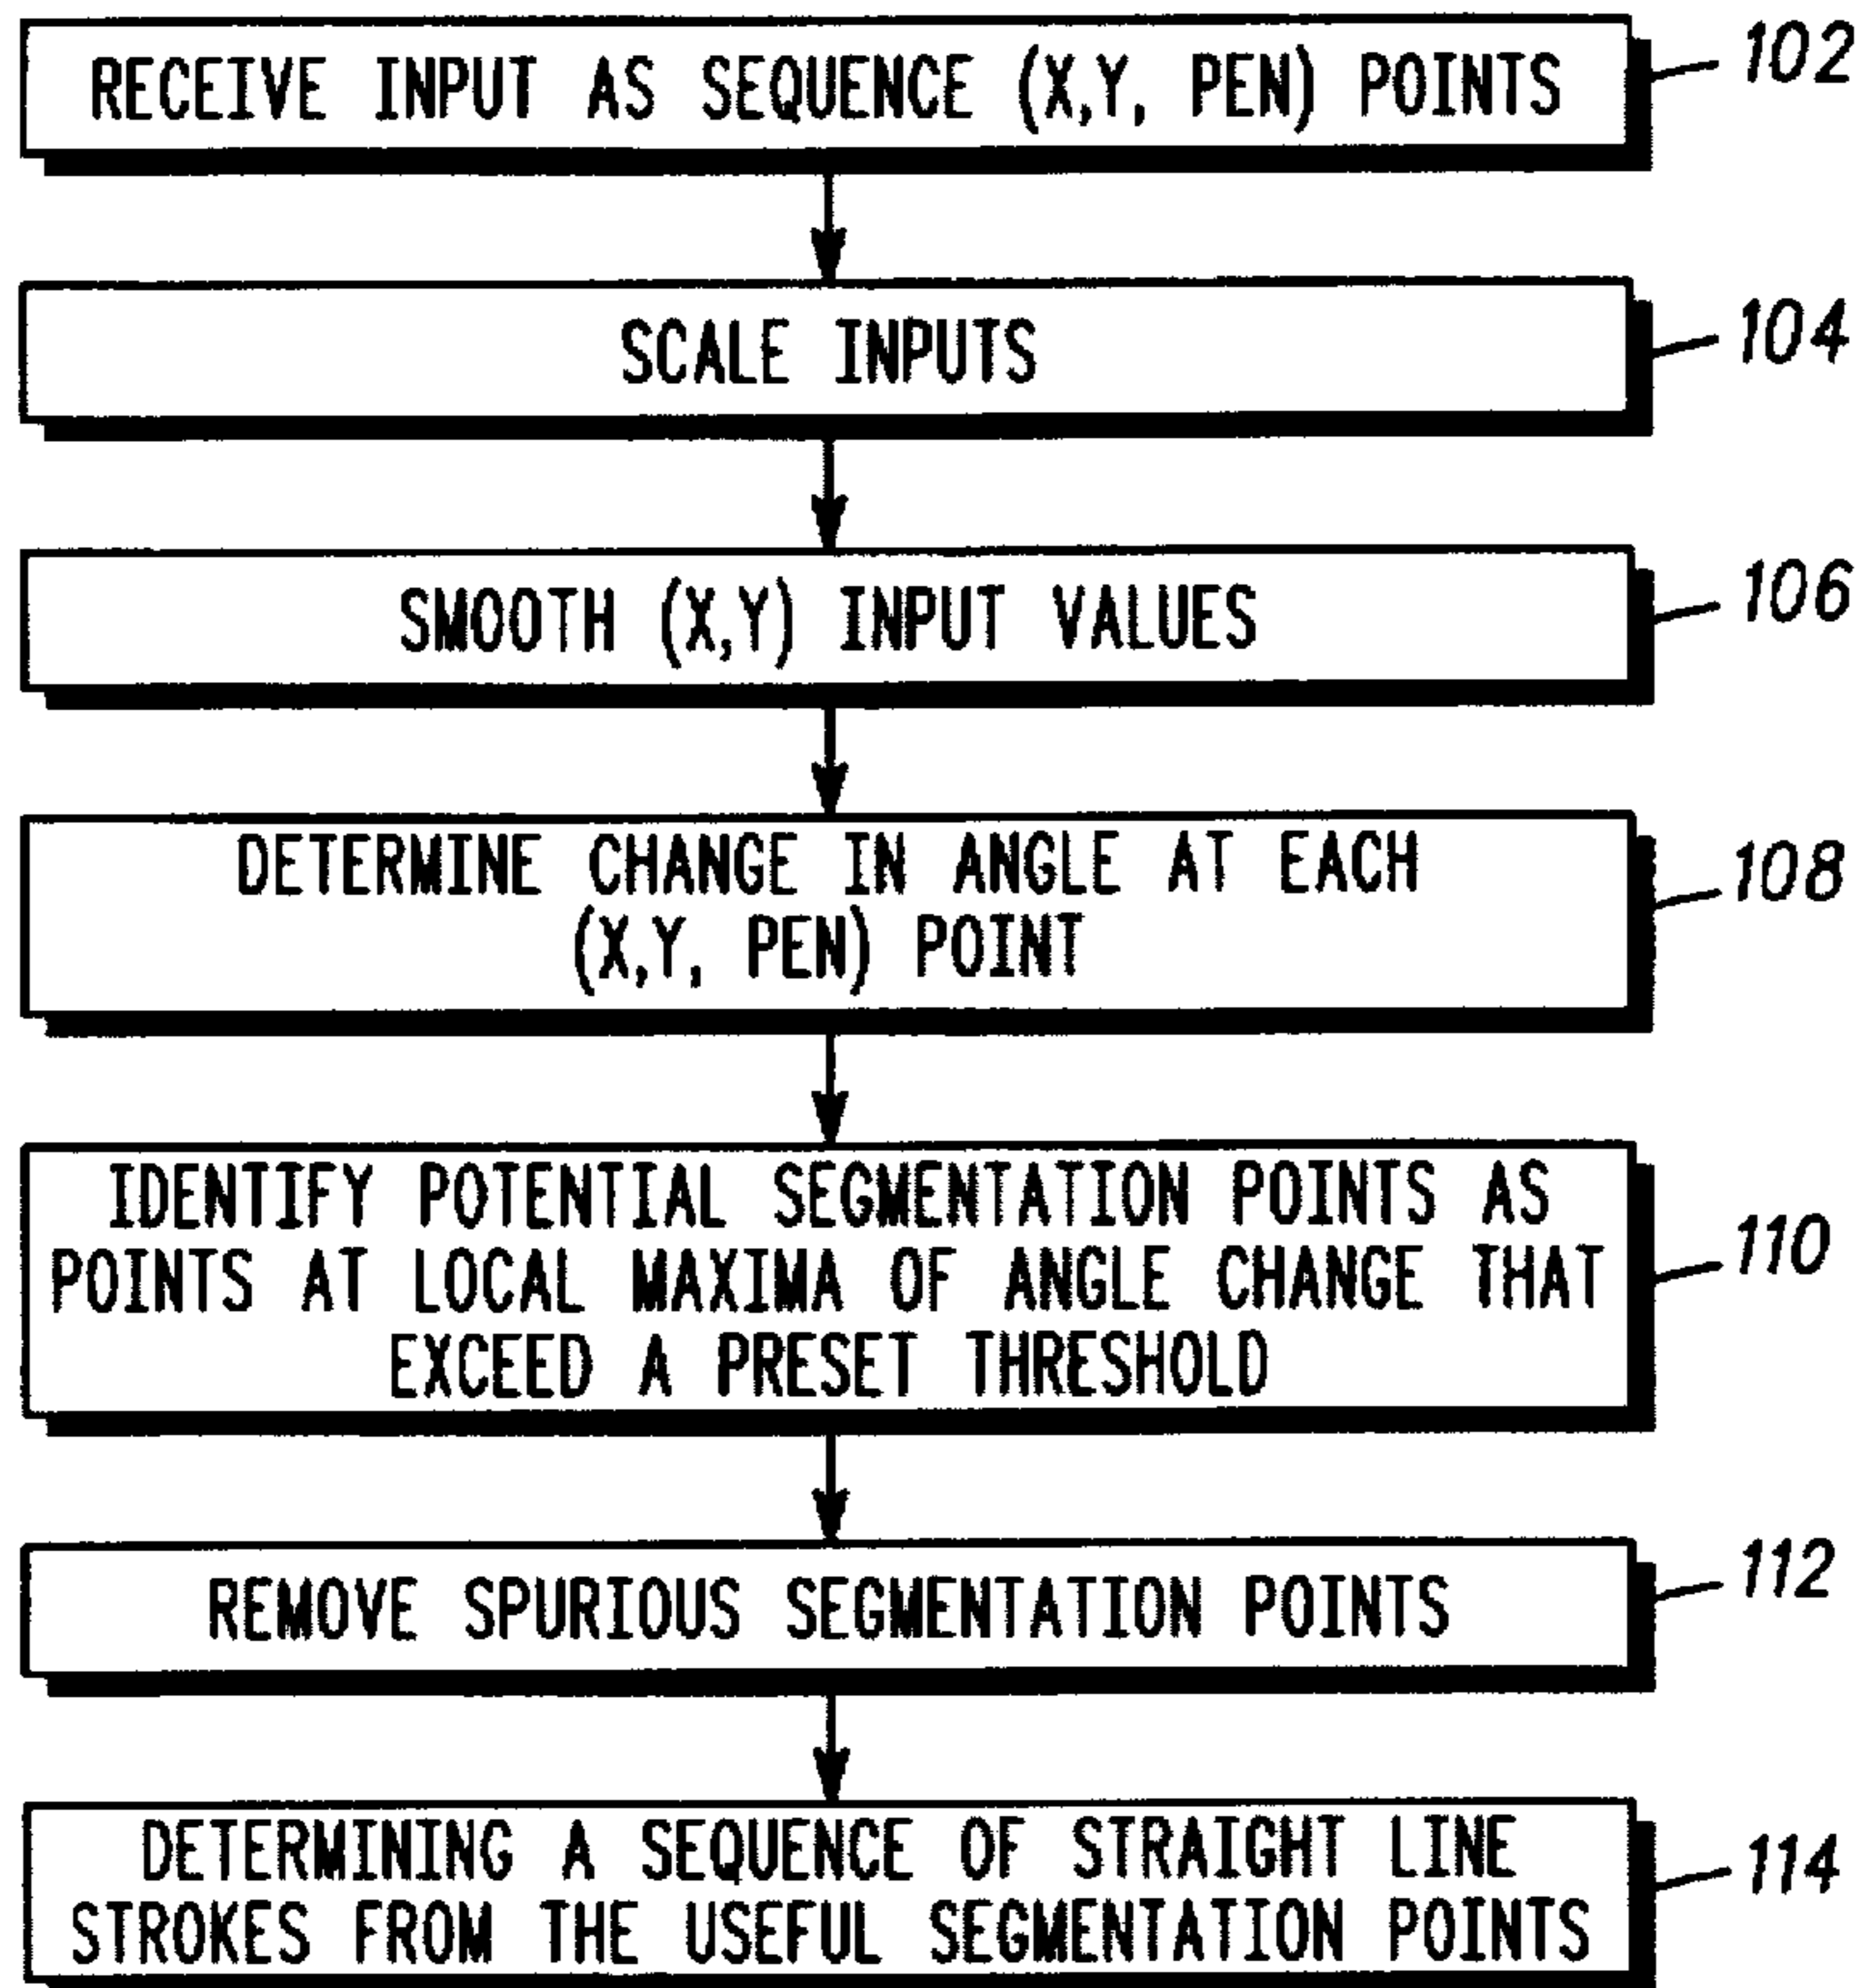 RECEIVE INPUT AS SEQUENCE (X,Y, PEN) POINTS
102
SCALE INPUTS
104
SMOOTH (X,Y) INPUT VALUES
106
DETERMINE CHANGE IN ANGLE AT EACH
(X,Y, PEN) POINT
108
IDENTIFY POTENTIAL SEGMENTATION POINTS AS
POINTS AT LOCAL MAXIMA OF ANGLE CHANGE THAT
EXCEED A PRESET THRESHOLD
110
REMOVE SPURIOUS SEGMENTATION POINTS
112
DETERMINING A SEQUENCE OF STRAIGHT LINE
STROKES FROM THE USEFUL SEGMENTATION POINTS
114